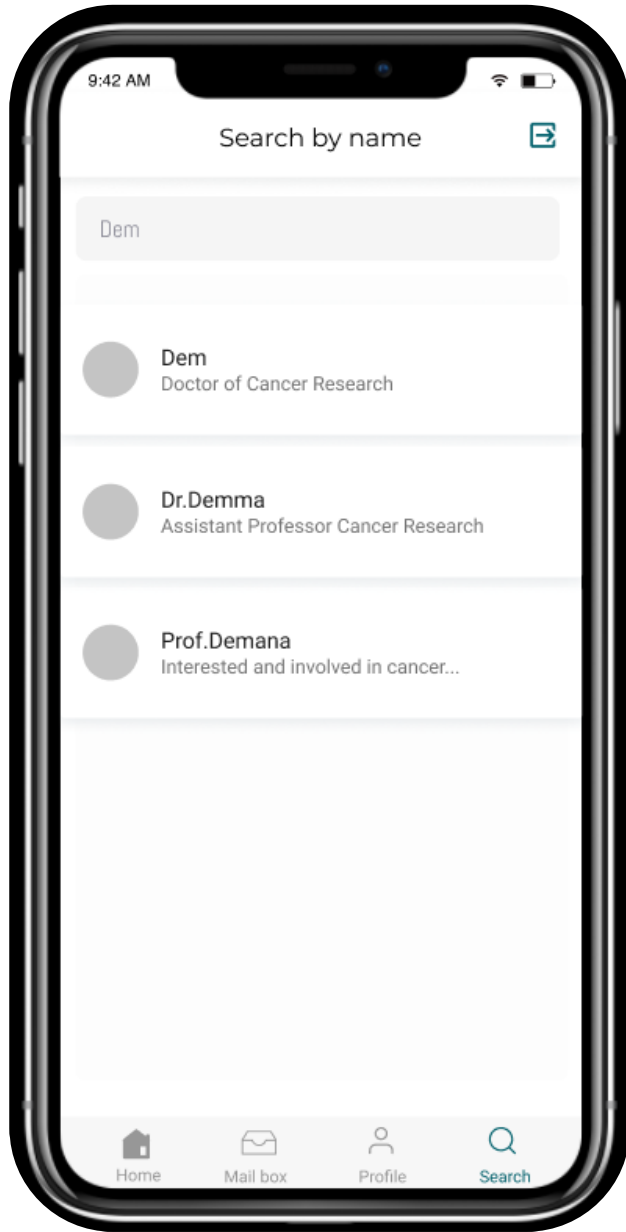 9:42 AM
Search by name
Dem
Dem
Doctor of Cancer Research
Dr.Demma
Assistant Professor Cancer Research
Prof.Demana
Interested and involved in cancer...
Home Mail box Profile Search